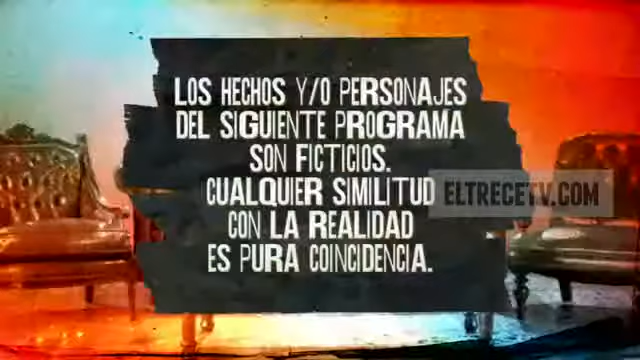 LOS HECHOS Y/O PERSONAJES
DEL SIGUIENTE PROGRAMA
SON FICTICIOS.
CUALQUIER SIMILITUD
ELTRECETV.COM
CON LA REALIDAD
ES PURA COINCIDENCIA.